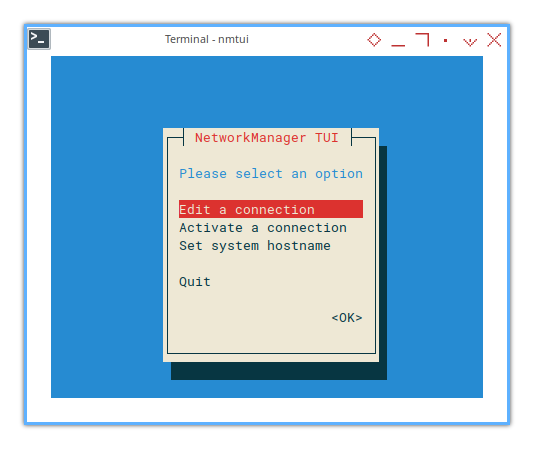 Terminal - nmtui
NetworkManager TUI
Please select an option
Edit a connection
Activate a connection
Set system hostname
Quit
<OK>